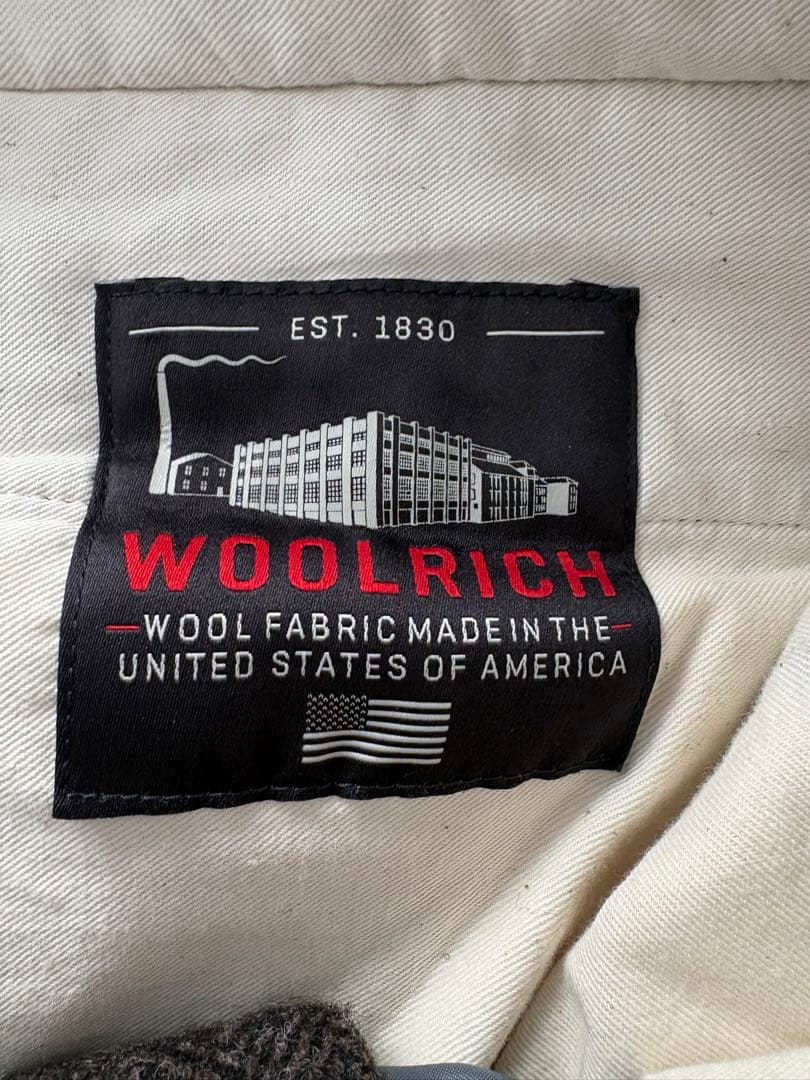 EST. 1830
WOOLRICH
WOOL FABRIC MADE IN THE
UNITED STATES OF AMERICA